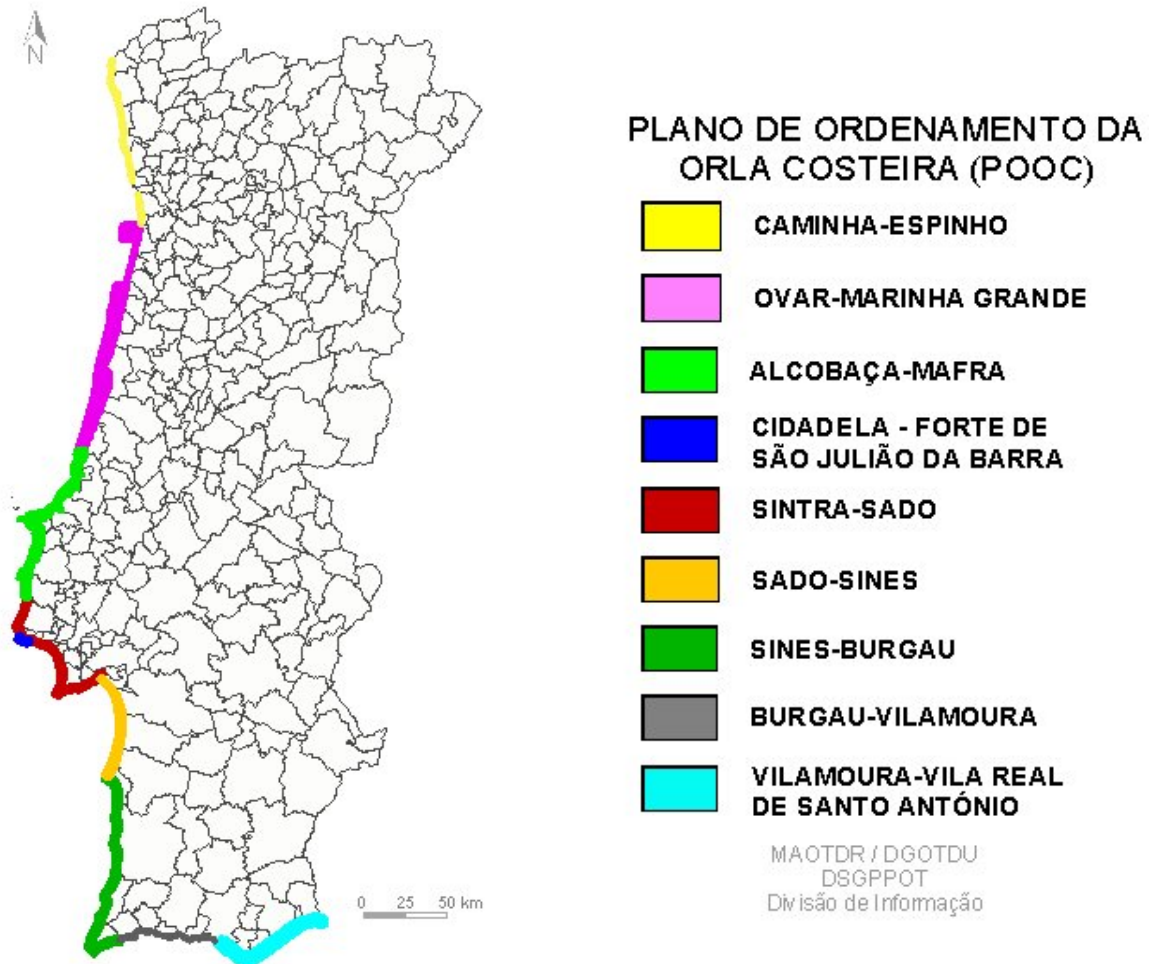 N
PLANO DE ORDENAMENTO DA
ORLA COSTEIRA (POOC)
CAMINHA-ESPINHO
OVAR-MARINHA GRANDE
ALCOBAÇA-MAFRA
CIDADELA - FORTE DE
SÃO JULIÃO DA BARRA
SINTRA-SADO
SADO-SINES
SINES-BURGAU
BURGAU-VILAMOURA
VILAMOURA-VILA REAL
DE SANTO ANTÓNIO
MAOTDR / DGOTDU
DSGPPOT
Divisão de Informação
0 25 50 km